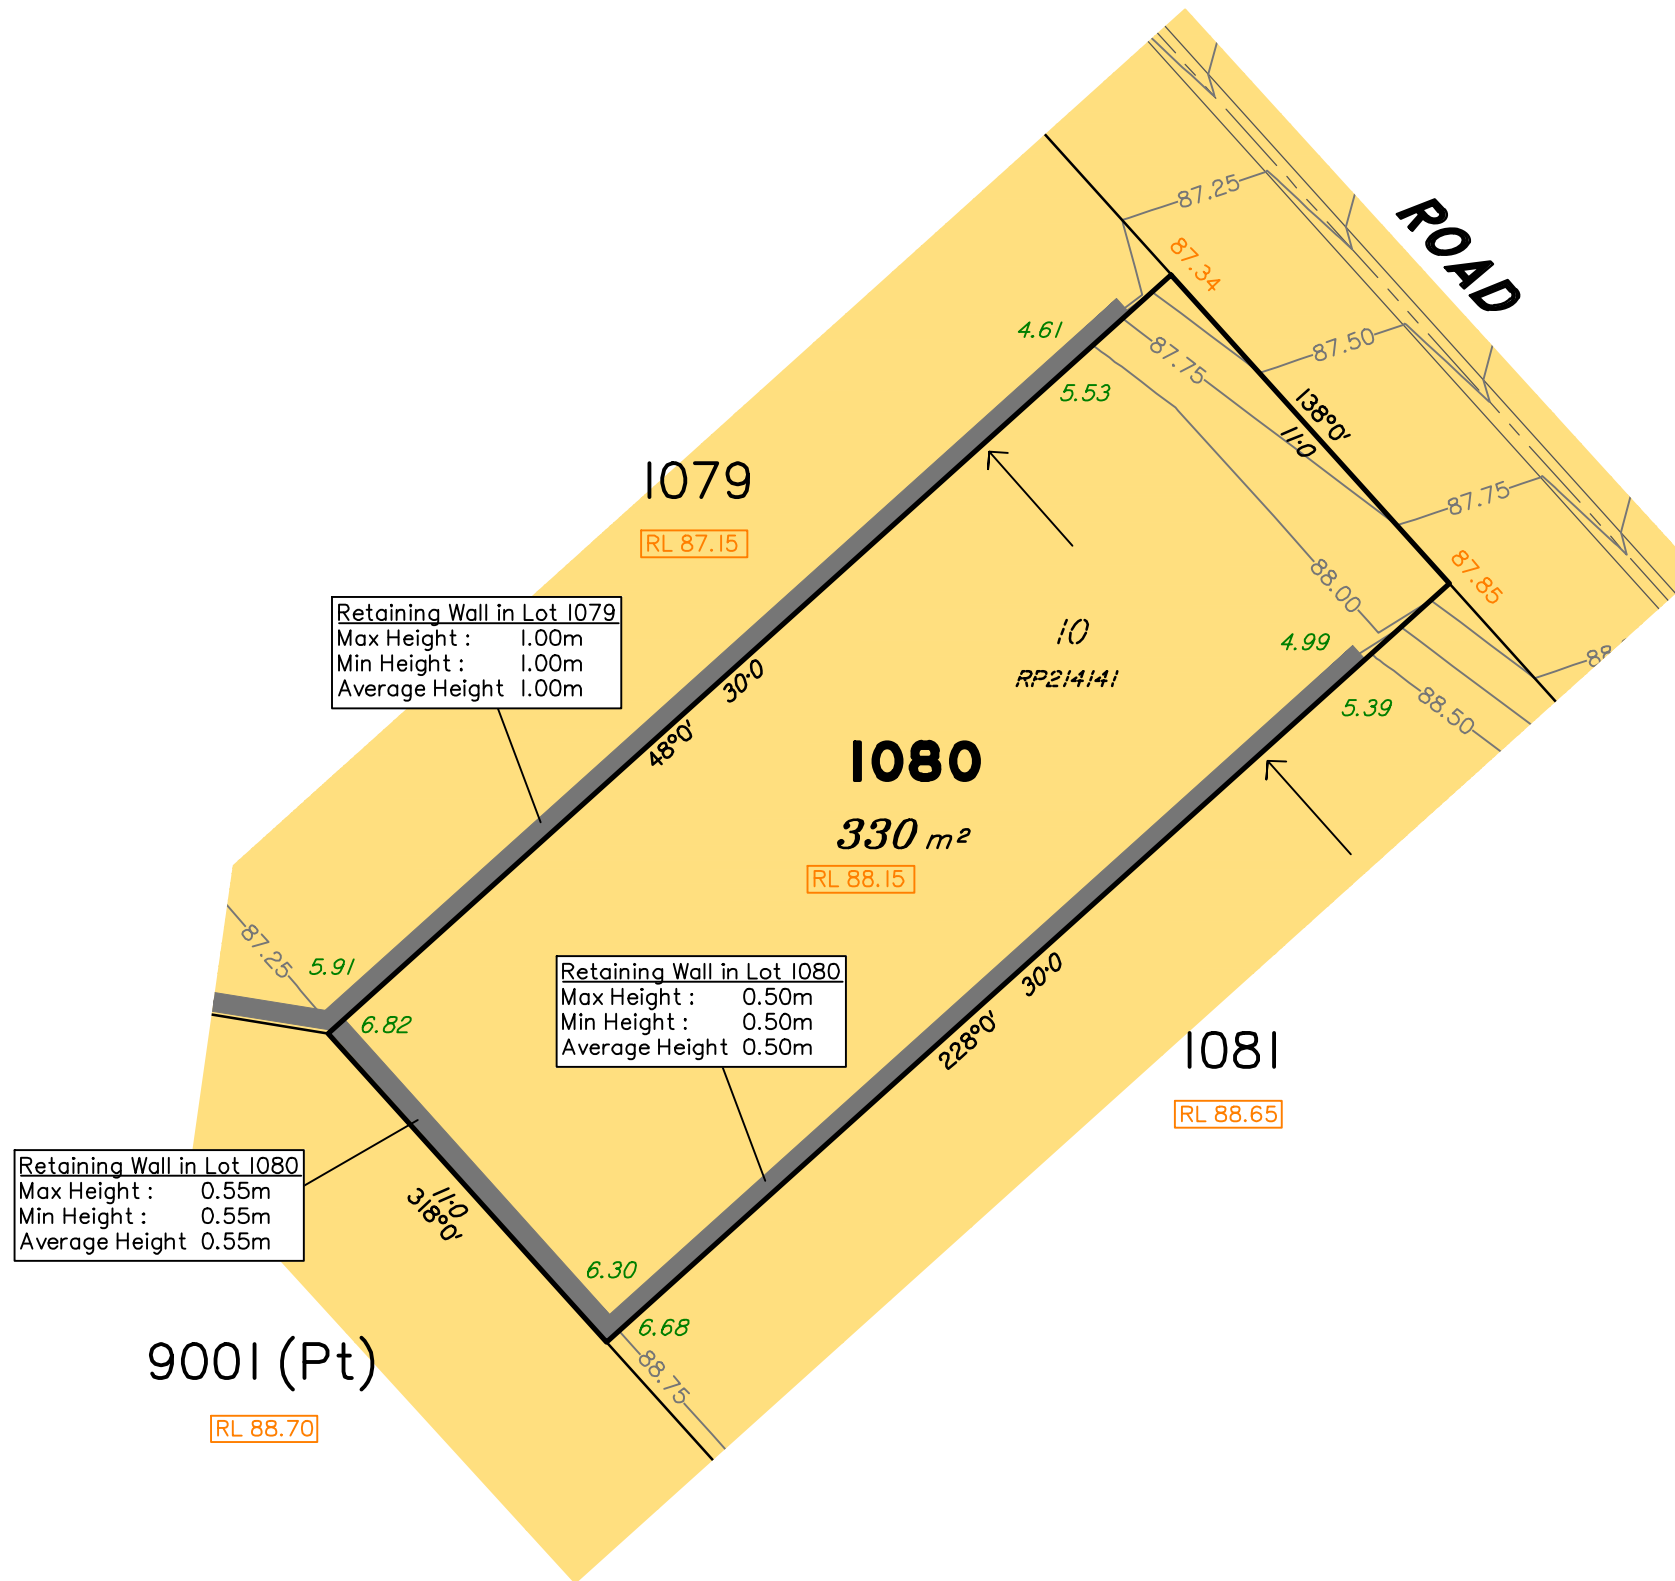 ROAD
87.25
87.34
4.61
87.75
87.50
5.53
138°0'
11·0
1079
RL 87.15
87.75
88.00
87.85
Retaining Wall in Lot 1079
Max Height : 1.00m
Min Height : 1.00m
Average Height 1.00m
10
RP214141
4.99
88.50
5.39
30·0
48°0'
1080
330 m²
RL 88.15
87.25
5.91
6.82
Retaining Wall in Lot 1080
Max Height : 0.50m
Min Height : 0.50m
Average Height 0.50m
30·0
228°0'
1081
RL 88.65
Retaining Wall in Lot 1080
Max Height : 0.55m
Min Height : 0.55m
Average Height 0.55m
11·0
318°0'
6.30
6.68
88.75
9001 (Pt)
RL 88.70